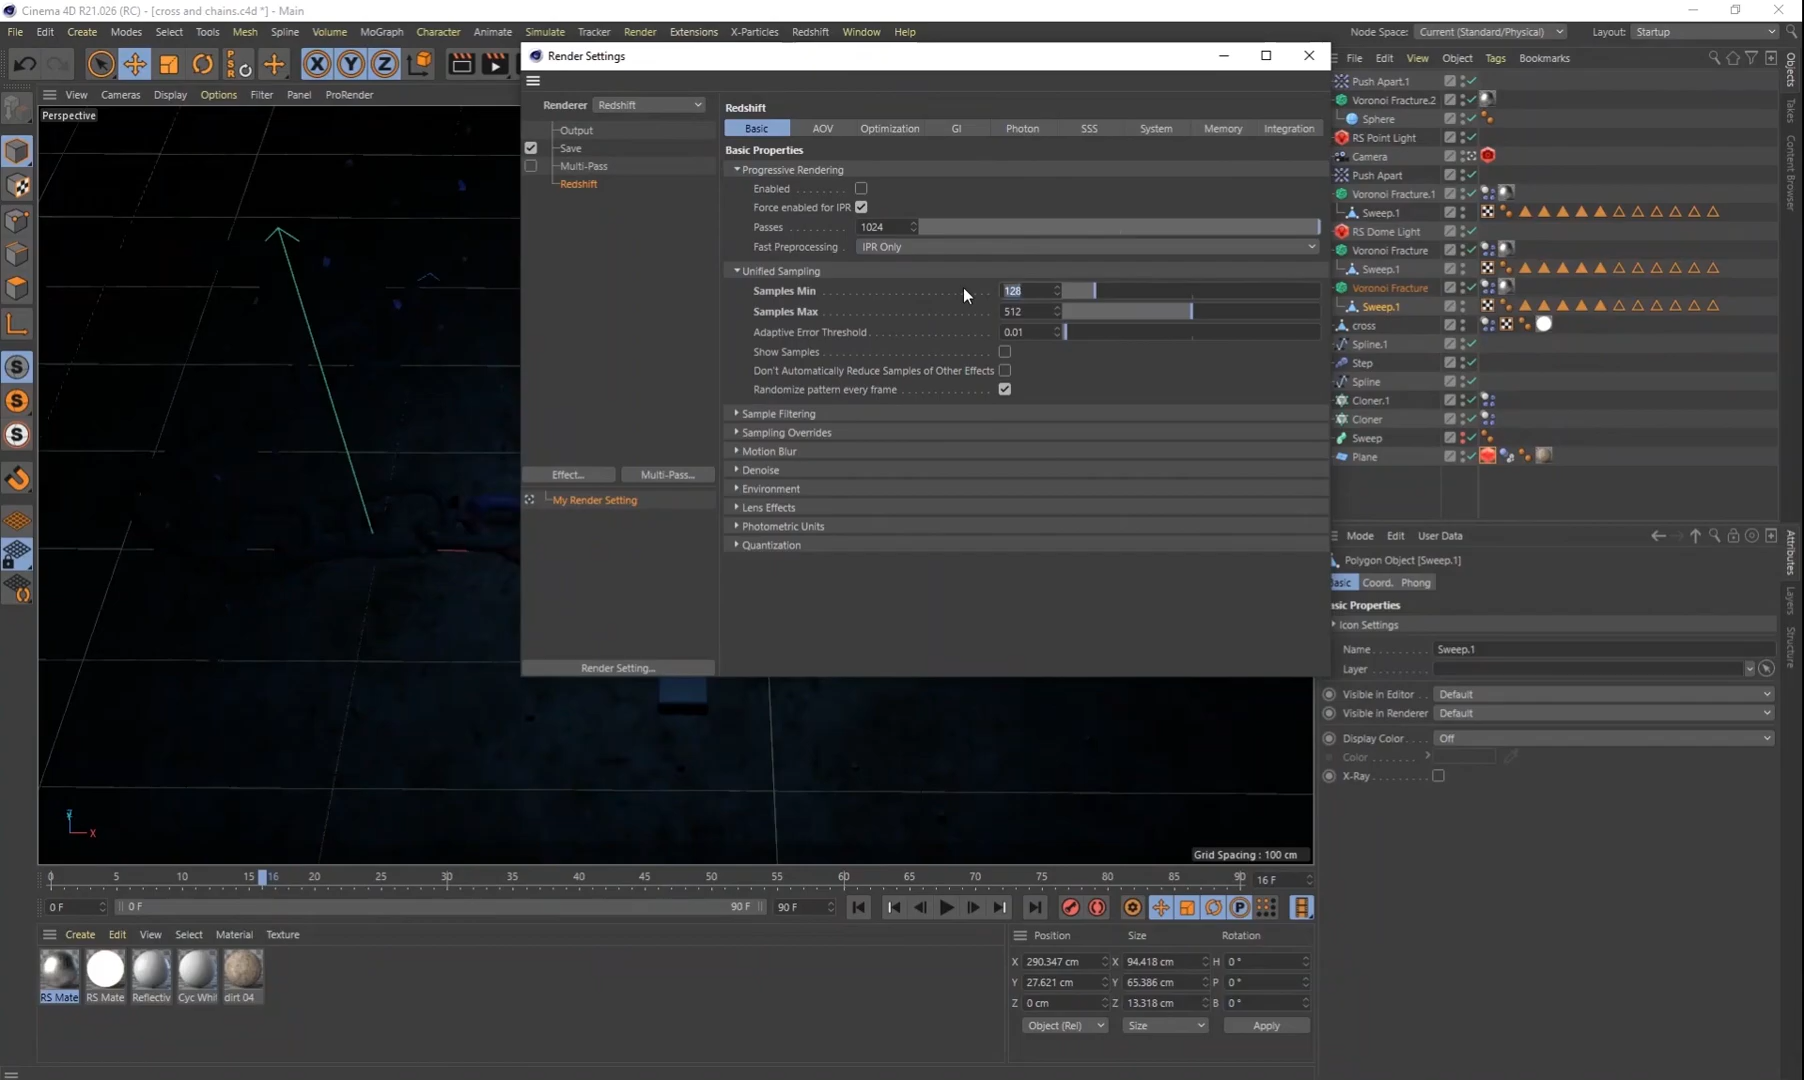 Cinema 4D R21.026 (RC) - [cross and chains.c4d *] - Main
File Edit Create Modes Select Tools Mesh Spline Volume MoGraph Character Animate Simulate Tracker Render Extensions X-Particles Redshift Window Help
Node Space: Current (Standard/Physical) Layout: Startup
View Cameras Display Options Filter Panel ProRender
Perspective
Render Settings
Renderer Redshift
Output
Save
Multi-Pass
Redshift
Effect... Multi-Pass...
My Render Setting
Render Setting...
Redshift
Basic AOV Optimization GI Photon SSS System Memory Integration
Basic Properties
Progressive Rendering
Enabled
Force enabled for IPR
Passes 1024
Fast Preprocessing IPR Only
Unified Sampling
Samples Min 128
Samples Max 512
Adaptive Error Threshold 0.01
Show Samples
Don't Automatically Reduce Samples of Other Effects
Randomize pattern every frame
Sample Filtering
Sampling Overrides
Motion Blur
Denoise
Environment
Lens Effects
Photometric Units
Quantization
File Edit View Object Tags Bookmarks
Push Apart.1
Voronoi Fracture.2
Sphere
RS Point Light
Camera
Push Apart
Voronoi Fracture.1
Sweep.1
RS Dome Light
Voronoi Fracture
Sweep.1
Voronoi Fracture
Sweep.1
cross
Spline.1
Step
Spline
Cloner.1
Cloner
Sweep
Plane
Objects
Takes
Content Browser
Mode Edit User Data
Polygon Object [Sweep.1]
asic Coord. Phong
asic Properties
Icon Settings
Name Sweep.1
Layer
Visible in Editor Default
Visible in Renderer Default
Display Color Off
Color
X-Ray
Attributes
Layers
Structure
Grid Spacing : 100 cm
Y
X
0 5 10 15 16 20 25 30 35 40 45 50 55 60 65 70 75 80 85 90 16 F
0 F 0 F 90 F 90 F
P
Create Edit View Select Material Texture
RS Mate RS Mate Reflectiv Cyc Whit dirt 04
Position Size Rotation
X 290.347 cm X 94.418 cm H 0 °
Y 27.621 cm Y 65.386 cm P 0 °
Z 0 cm Z 13.318 cm B 0 °
Object (Rel) Size Apply